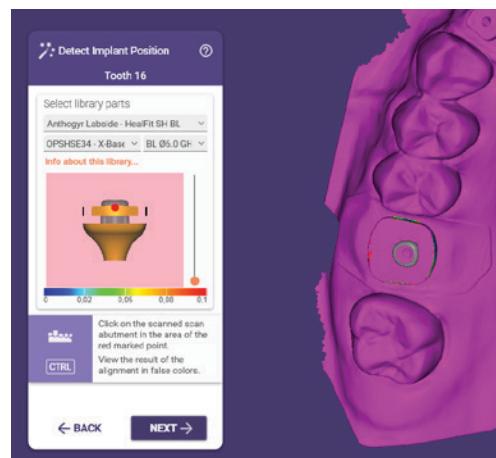 Detect Implant Position
Tooth 16
Select library parts
Anthogyr Labside - HealFit SH BL
OPSHSE34 - X-Base
BL Ø5.0 GH
Info about this library...
0 0,02 0,05 0,08 0.1
Click on the scanned scan
abutment in the area of the
red marked point.
CTRL
View the result of the
alignment in false colors.
← BACK
NEXT →